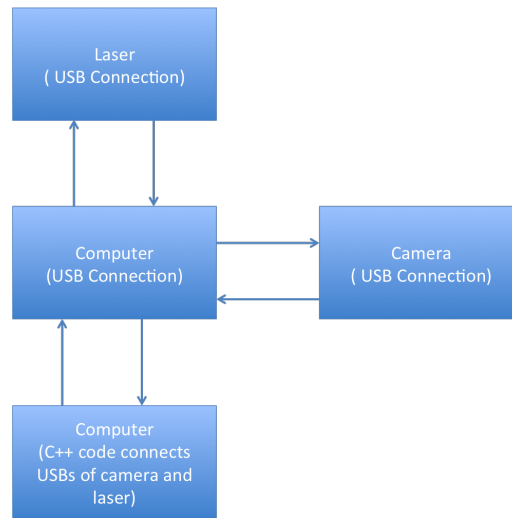 Laser
( USB Connection)
Computer
(USB Connection)
Camera
( USB Connection)
Computer
(C++ code connects
USBs of camera and
laser)